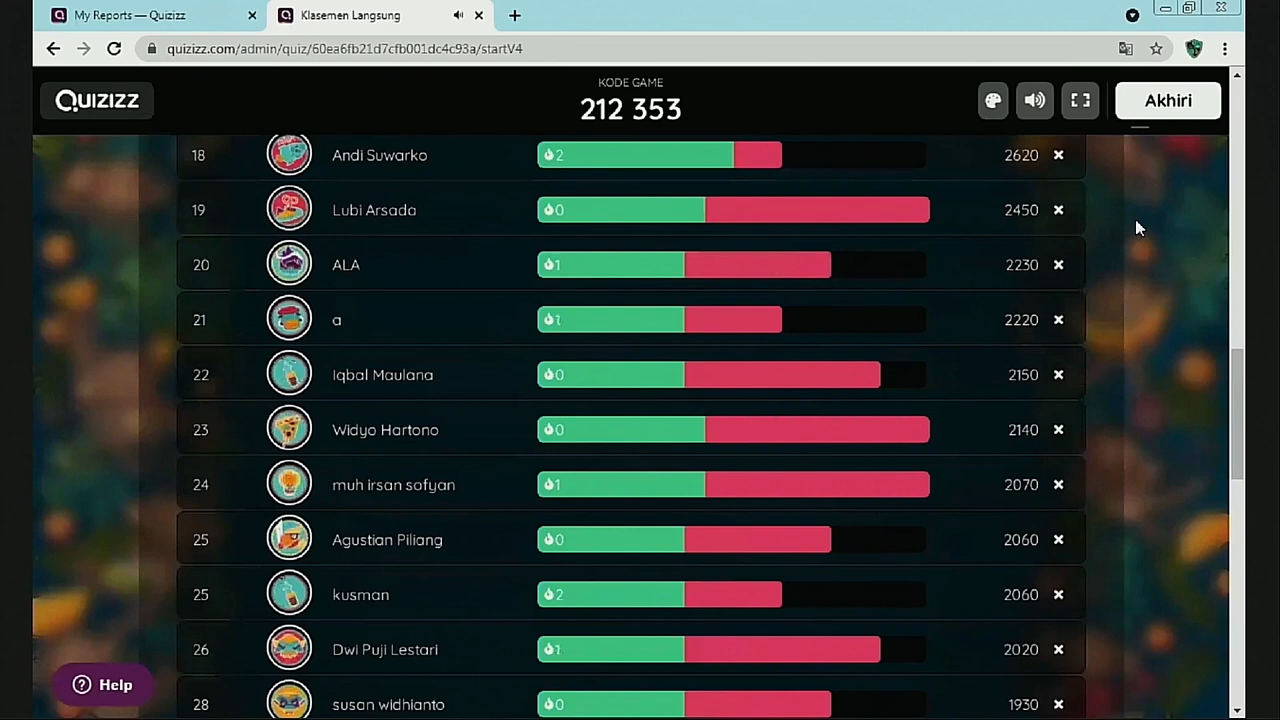 My Reports — Quizizz
Klasemen Langsung
quizizz.com/admin/quiz/60ea6fb21d7cfb001dc4c93a/startV4
QUIZIZZ
KODE GAME
212 353
Akhiri
18 Andi Suwarko 2 2620
19 Lubi Arsada 0 2450
20 ALA 1 2230
21 a 1 2220
22 Iqbal Maulana 0 2150
23 Widyo Hartono 0 2140
24 muh irsan sofyan 1 2070
25 Agustian Piliang 0 2060
25 kusman 2 2060
26 Dwi Puji Lestari 1 2020
28 susan widhianto 0 1930
Help